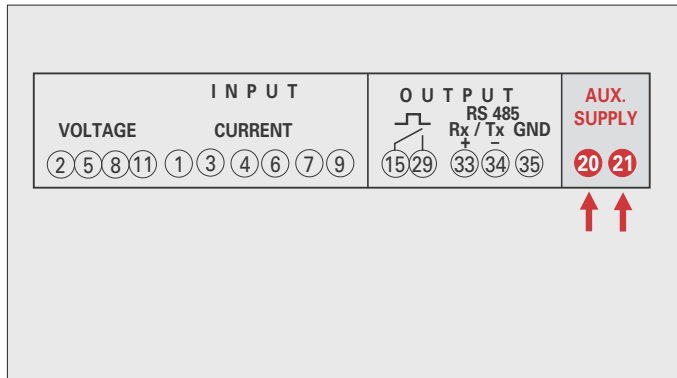 INPUT
VOLTAGE CURRENT
2 5 8 11 1 3 4 6 7 9
OUTPUT
RS 485
Rx / Tx GND
+ −
15 29 33 34 35
AUX.
SUPPLY
20 21